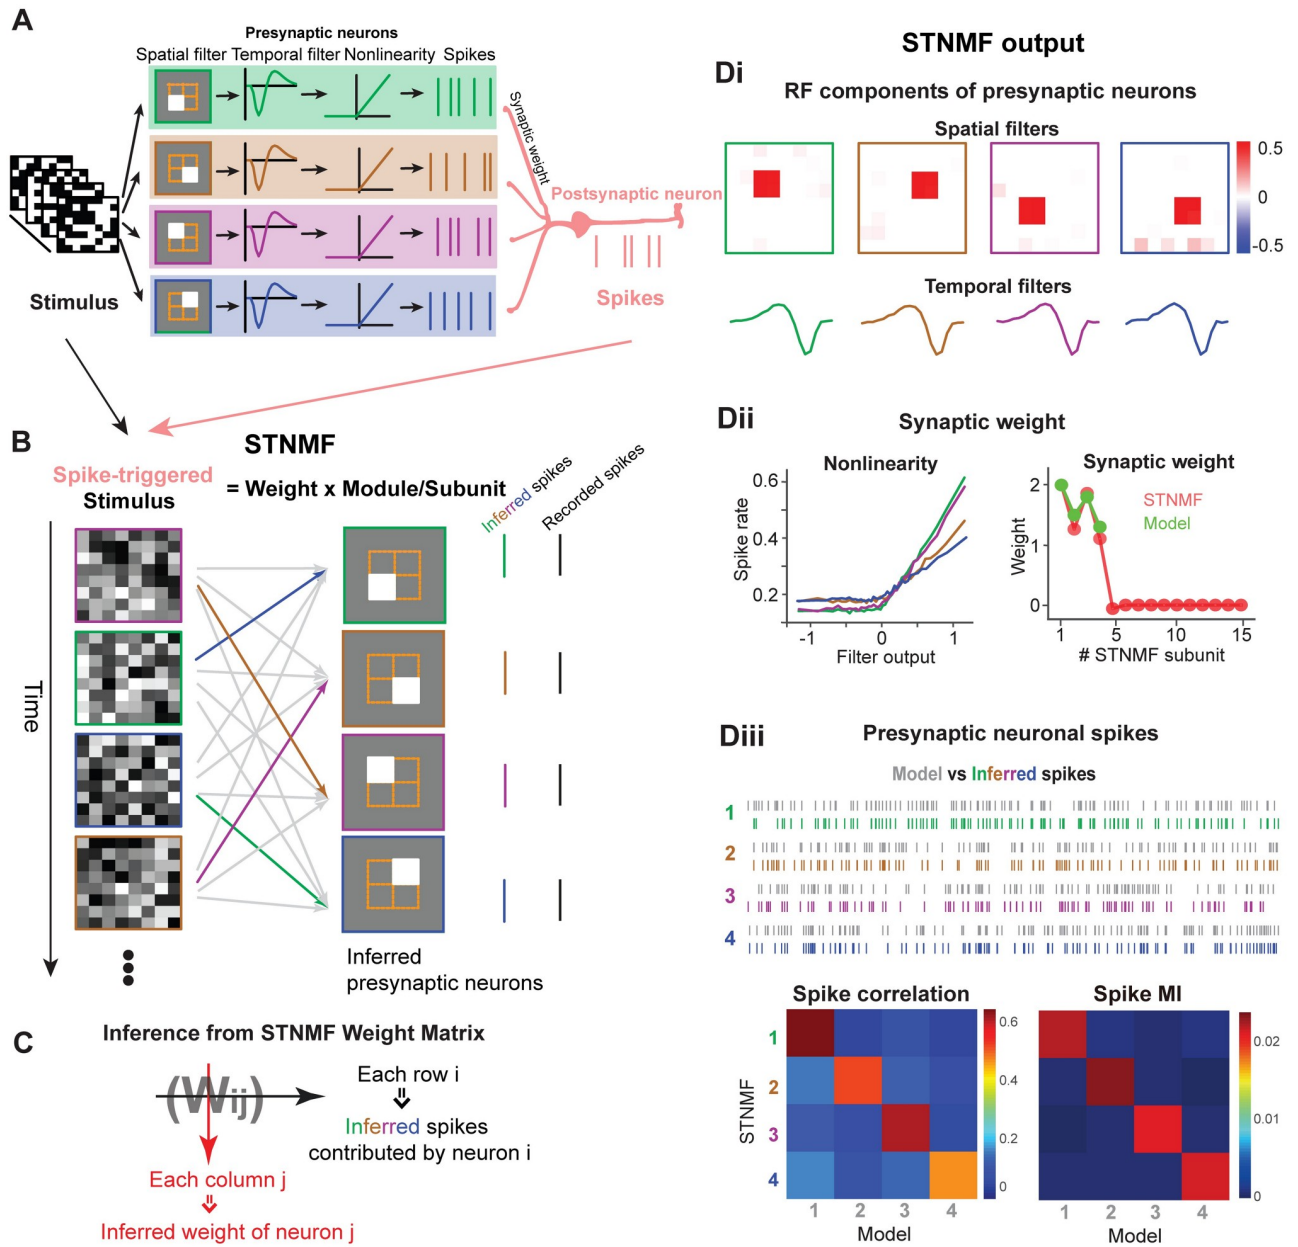 A
Presynaptic neurons
Spatial filter Temporal filter Nonlinearity Spikes
Synaptic weight
Postsynaptic neuron
Spikes
Stimulus
B
STNMF
Spike-triggered
Stimulus
= Weight x Module/Subunit
Inferred spikes
Recorded spikes
Time
Inferred
presynaptic neurons
C
Inference from STNMF Weight Matrix
(Wij)
Each row i
⇓
Inferred spikes
contributed by neuron i
Each column j
⇓
Inferred weight of neuron j
STNMF output
Di
RF components of presynaptic neurons
Spatial filters
0.5
0
-0.5
Temporal filters
Dii
Synaptic weight
Nonlinearity
Spike rate
0.6
0.4
0.2
-1 0 1
Filter output
Synaptic weight
STNMF
Model
Weight
2
1
0
1 5 10 15
# STNMF subunit
Diii
Presynaptic neuronal spikes
Model vs Inferred spikes
1
2
3
4
Spike correlation
STNMF
1
2
3
4
1 2 3 4
Model
0.6
0.4
0.2
0
Spike MI
1 2 3 4
Model
0.02
0.01
0